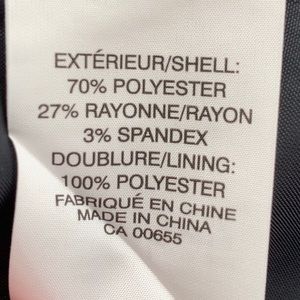 EXTÉRIEUR/SHELL:
70% POLYESTER
27% RAYONNE/RAYON
3% SPANDEX
DOUBLURE/LINING:
100% POLYESTER
FABRIQUÉ EN CHINE
MADE IN CHINA
CA 00655